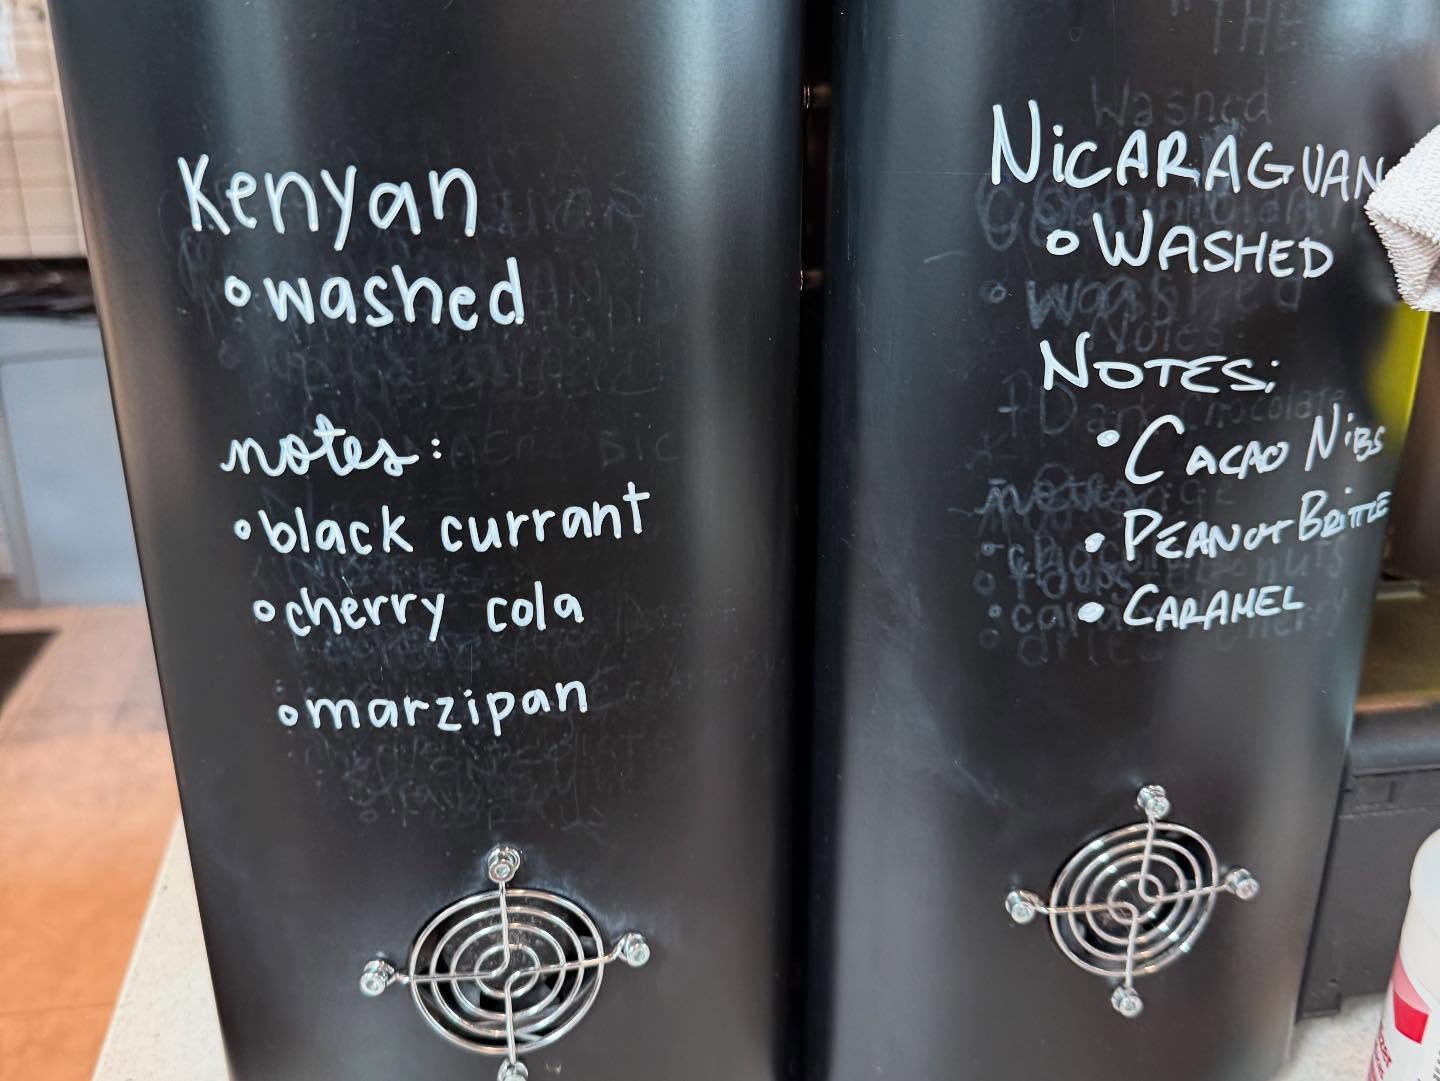 Kenyan
washed
notes:
black currant
cherry cola
marzipan
NICARAGUAN
WASHED
NOTES:
CACAO NIBS
PEANUT BRITTLE
CARAMEL